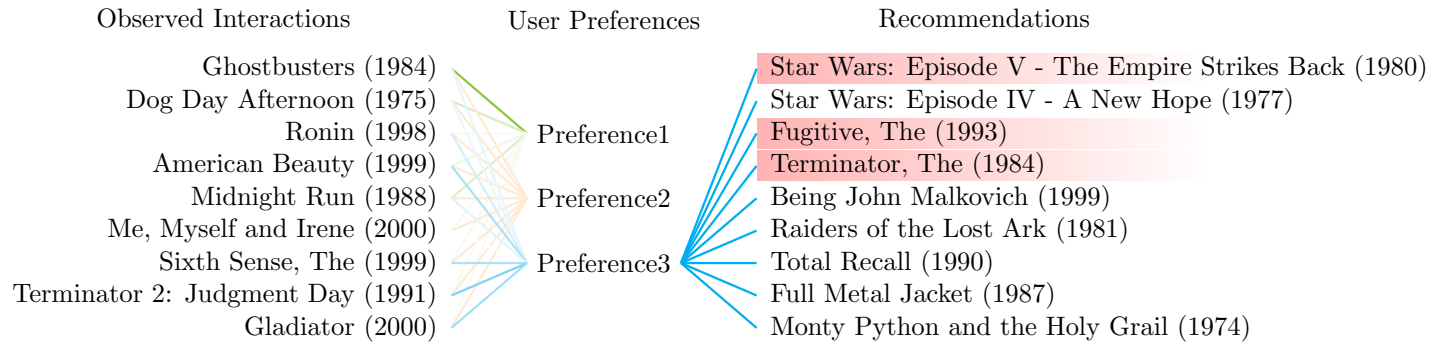 Observed Interactions
User Preferences
Recommendations
Ghostbusters (1984)
Dog Day Afternoon (1975)
Ronin (1998)
American Beauty (1999)
Midnight Run (1988)
Me, Myself and Irene (2000)
Sixth Sense, The (1999)
Terminator 2: Judgment Day (1991)
Gladiator (2000)
Preference1
Preference2
Preference3
Star Wars: Episode V - The Empire Strikes Back (1980)
Star Wars: Episode IV - A New Hope (1977)
Fugitive, The (1993)
Terminator, The (1984)
Being John Malkovich (1999)
Raiders of the Lost Ark (1981)
Total Recall (1990)
Full Metal Jacket (1987)
Monty Python and the Holy Grail (1974)